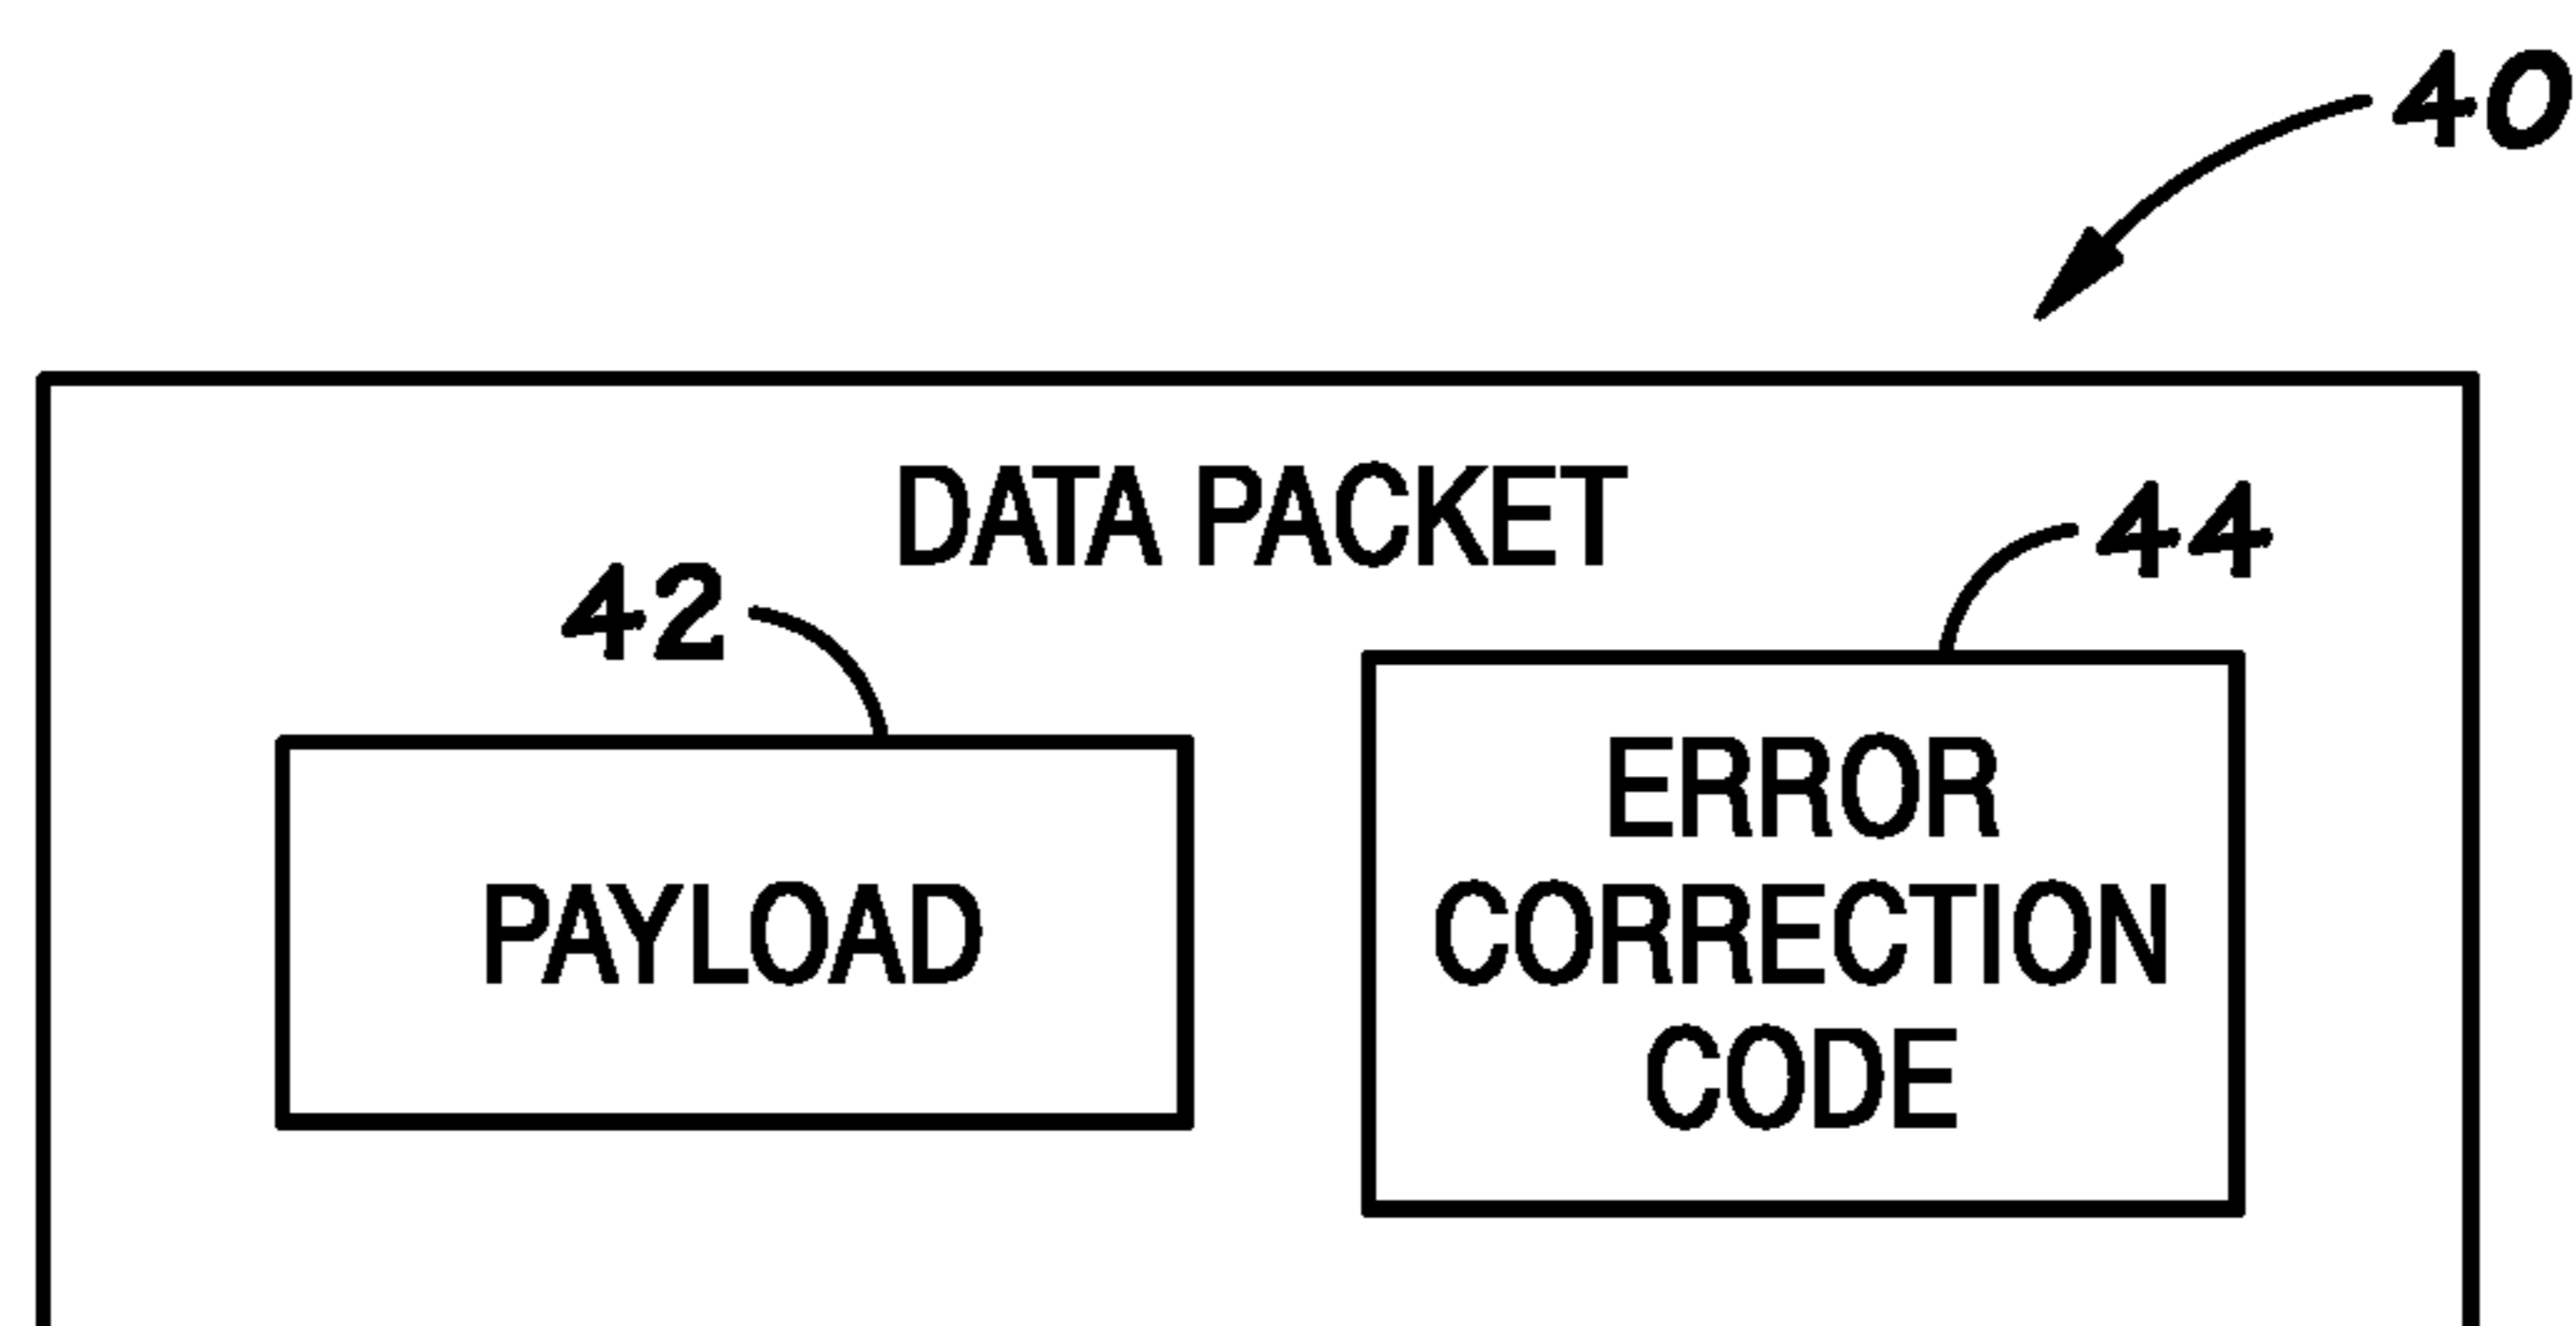 40
DATA PACKET
42
44
PAYLOAD
ERROR
CORRECTION
CODE